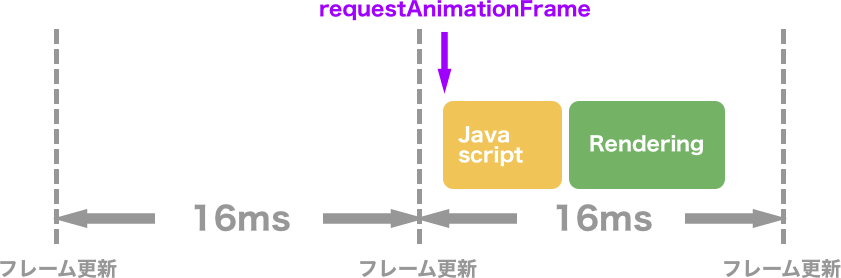 requestAnimationFrame
Java
script
Rendering
16ms
16ms
フレーム更新
フレーム更新
フレーム更新